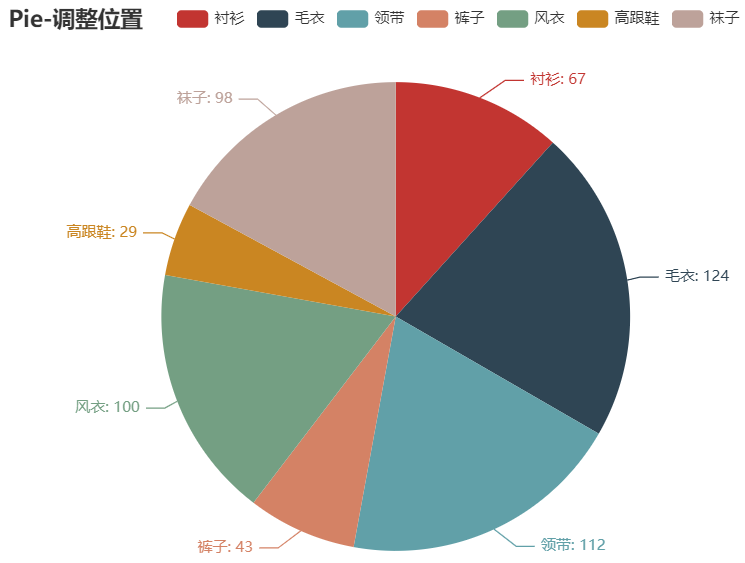 Pie-调整位置
衬衫 毛衣 领带 裤子 风衣 高跟鞋 袜子
衬衫: 67
袜子: 98
高跟鞋: 29
毛衣: 124
风衣: 100
领带: 112
裤子: 43